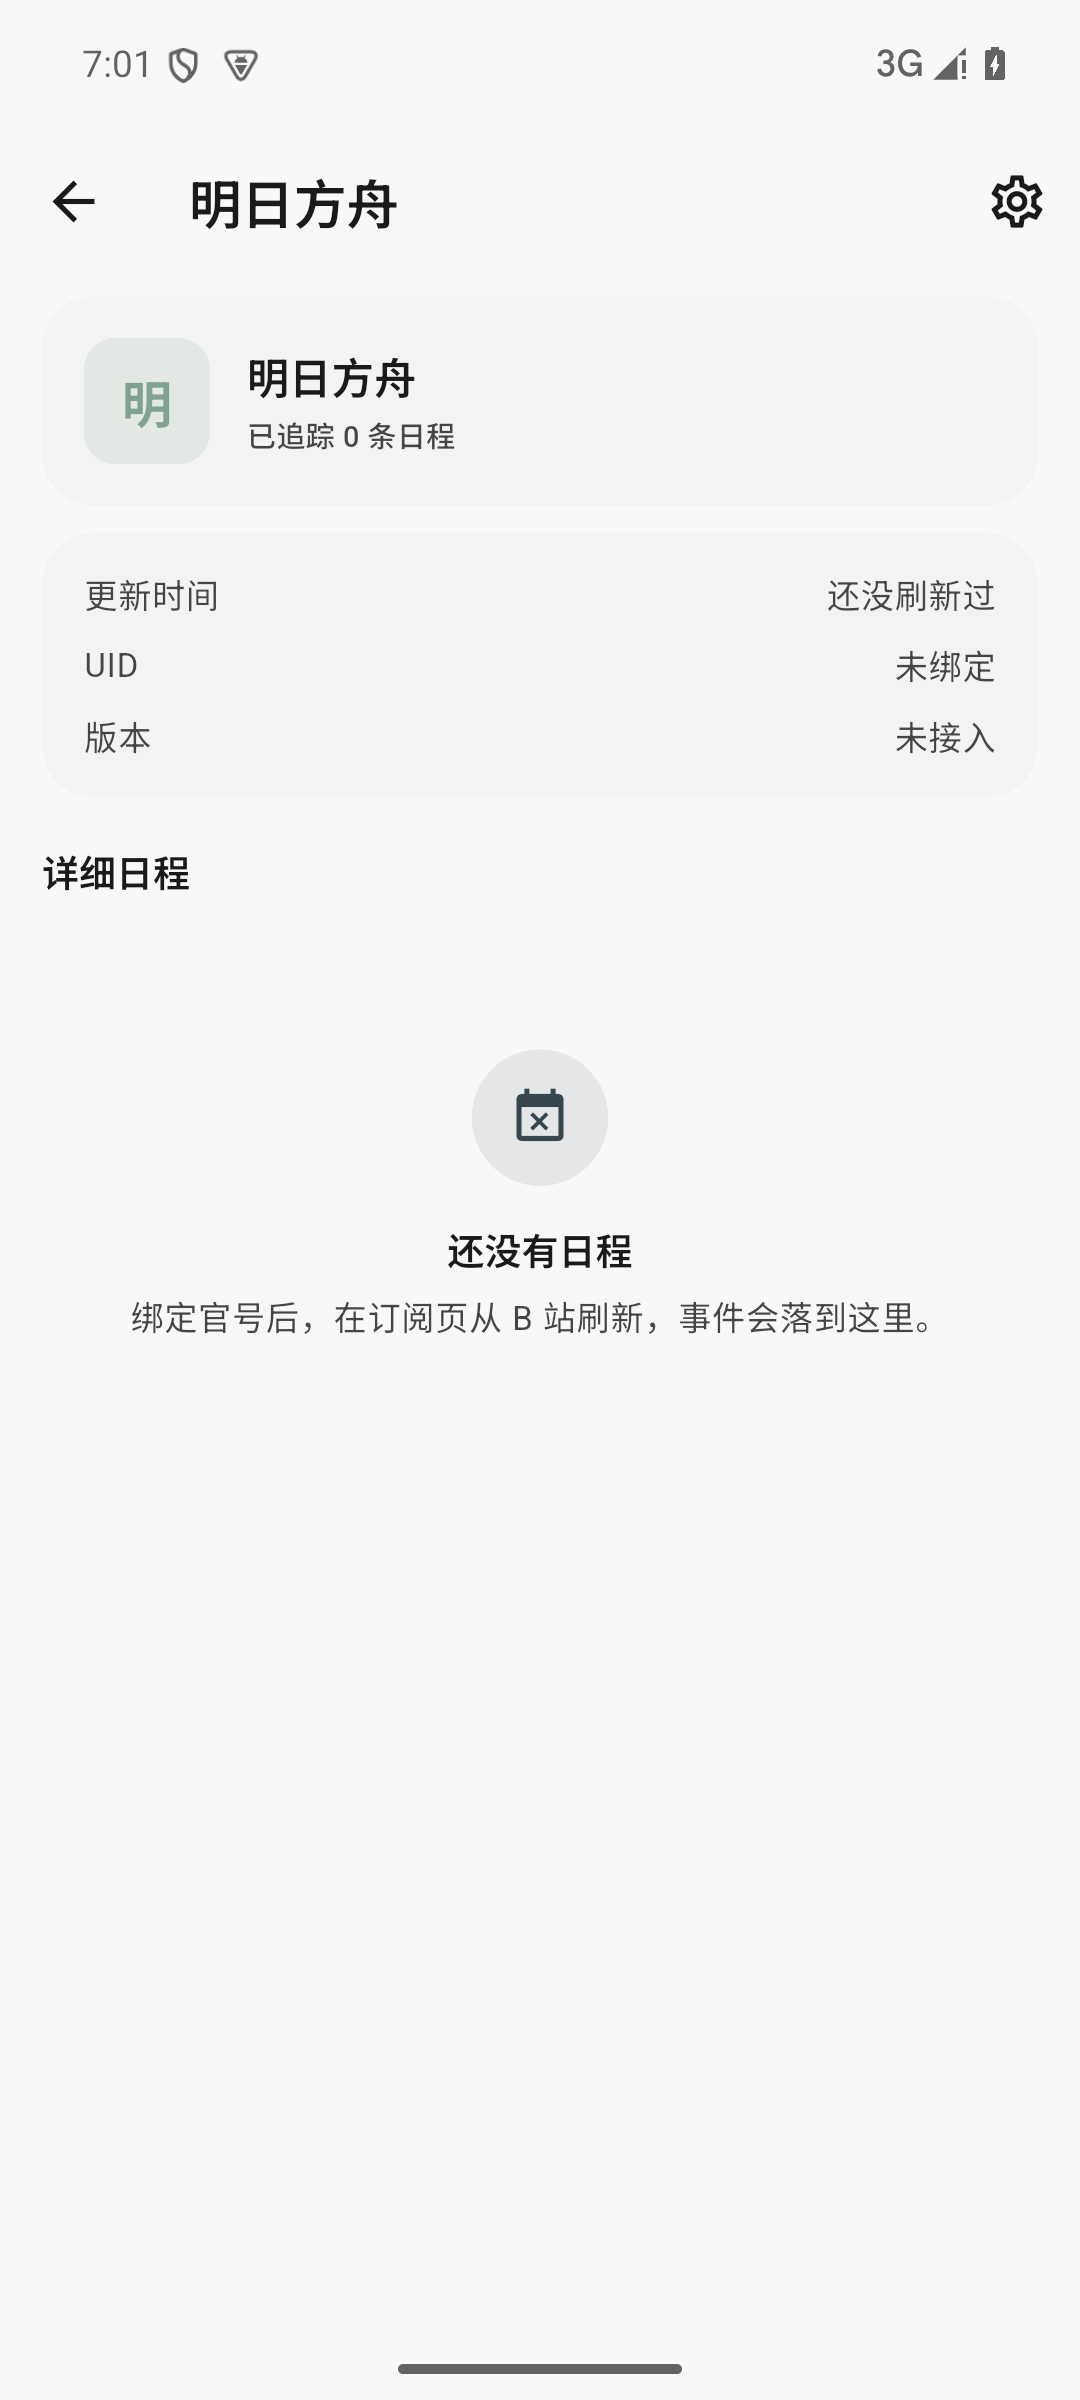 7:01
3G
明日方舟
明
明日方舟
已追踪 0 条日程
更新时间 还没刷新过
UID 未绑定
版本 未接入
详细日程
还没有日程
绑定官号后，在订阅页从 B 站刷新，事件会落到这里。